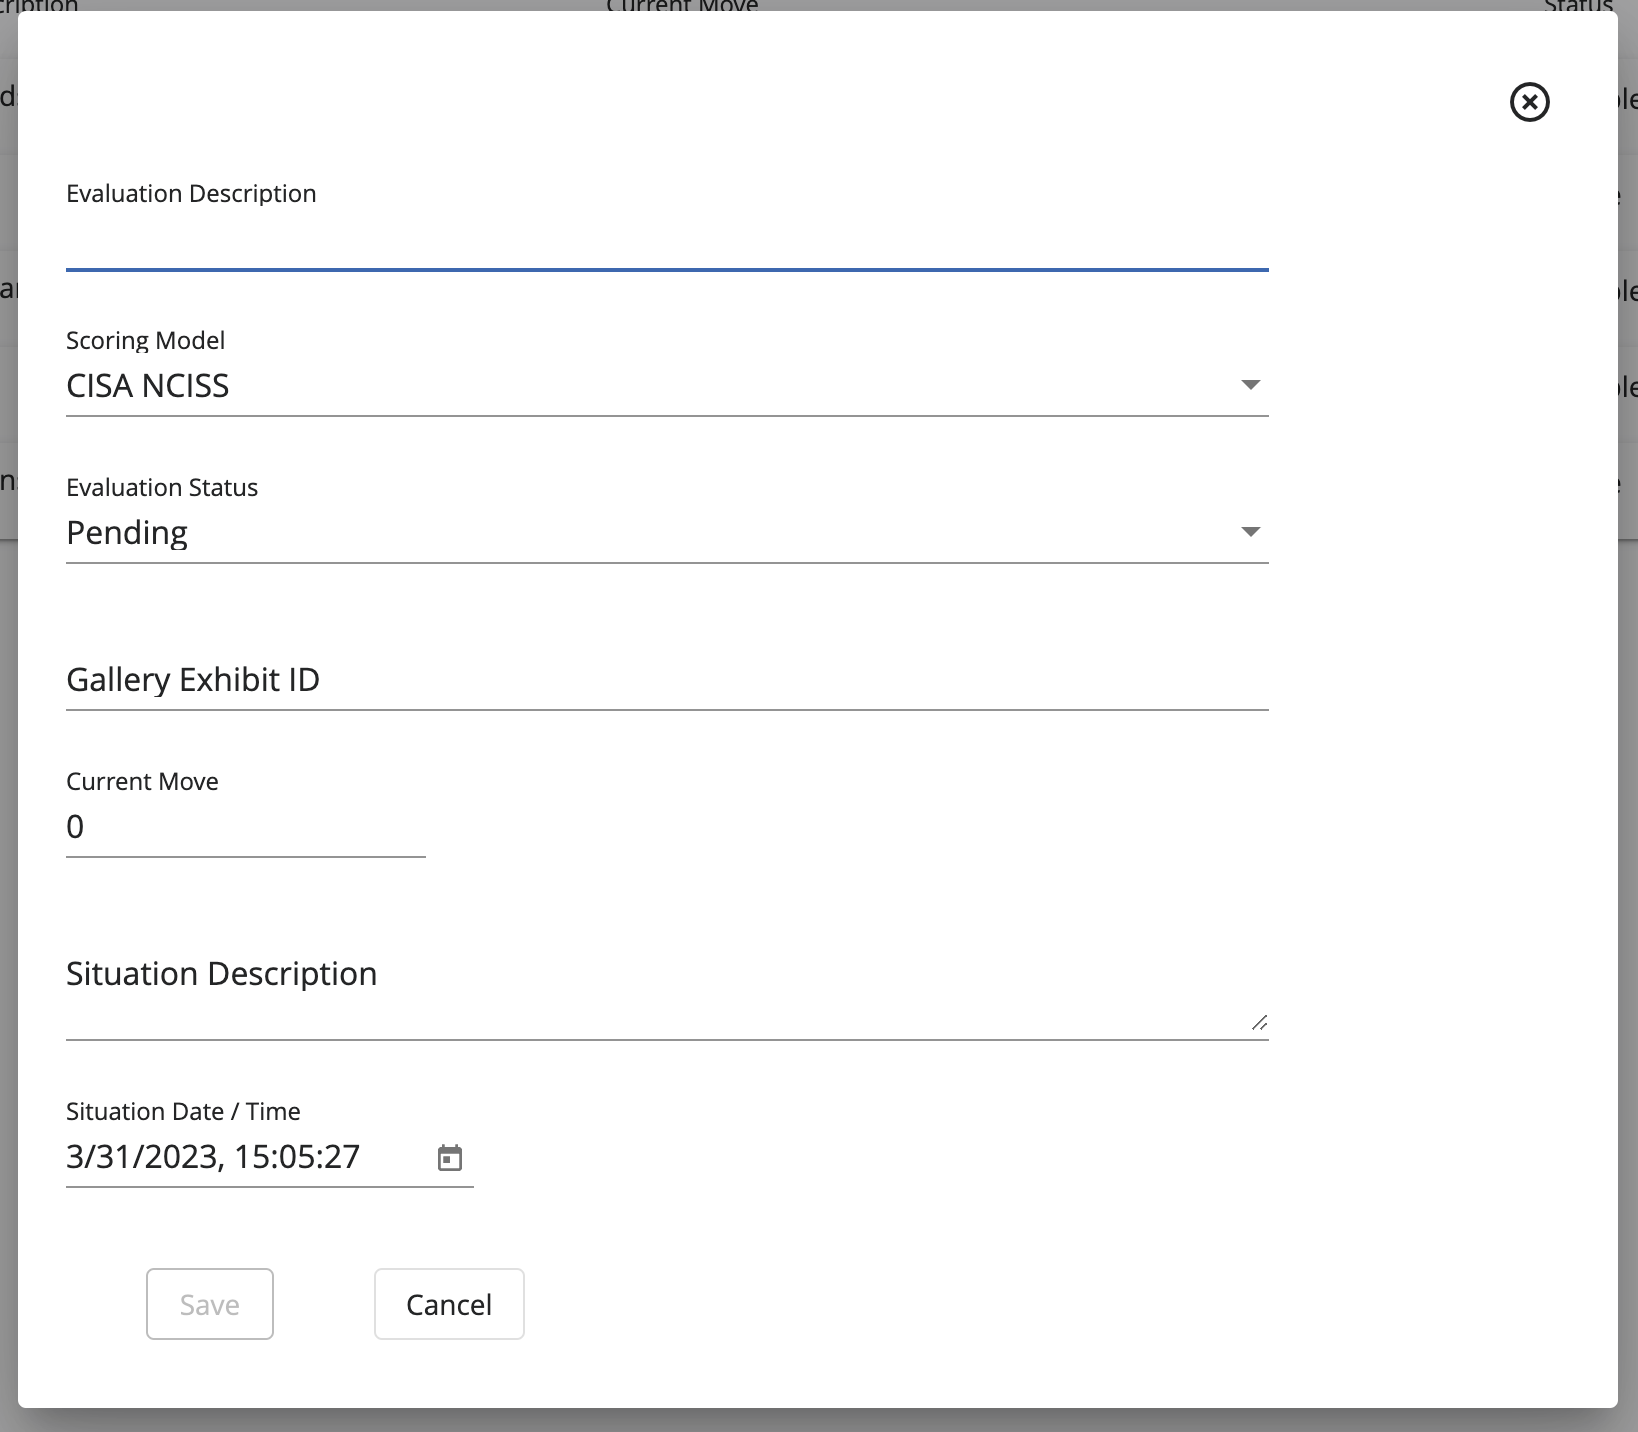 Current Move
Status
Evaluation Description
Scoring Model
CISA NCISS
Evaluation Status
Pending
Gallery Exhibit ID
Current Move
0
Situation Description
Situation Date / Time
3/31/2023, 15:05:27
Save
Cancel